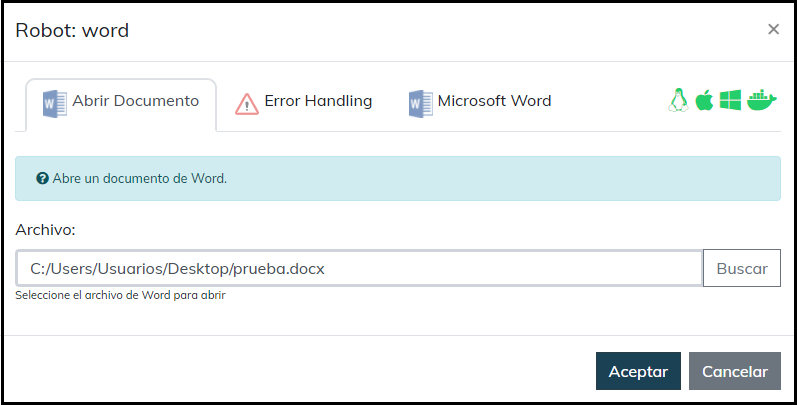 Robot: word
×
Abrir Documento
Error Handling
Microsoft Word
Abre un documento de Word.
Archivo:
C:/Users/Usuarios/Desktop/prueba.docx
Buscar
Seleccione el archivo de Word para abrir
Aceptar
Cancelar